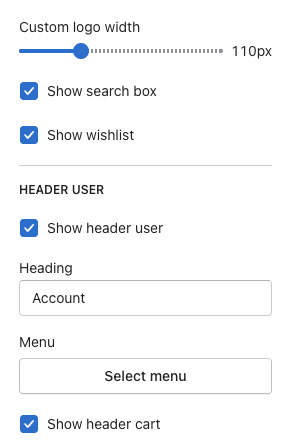 Custom logo width
110px
Show search box
Show wishlist
HEADER USER
Show header user
Heading
Account
Menu
Select menu
Show header cart